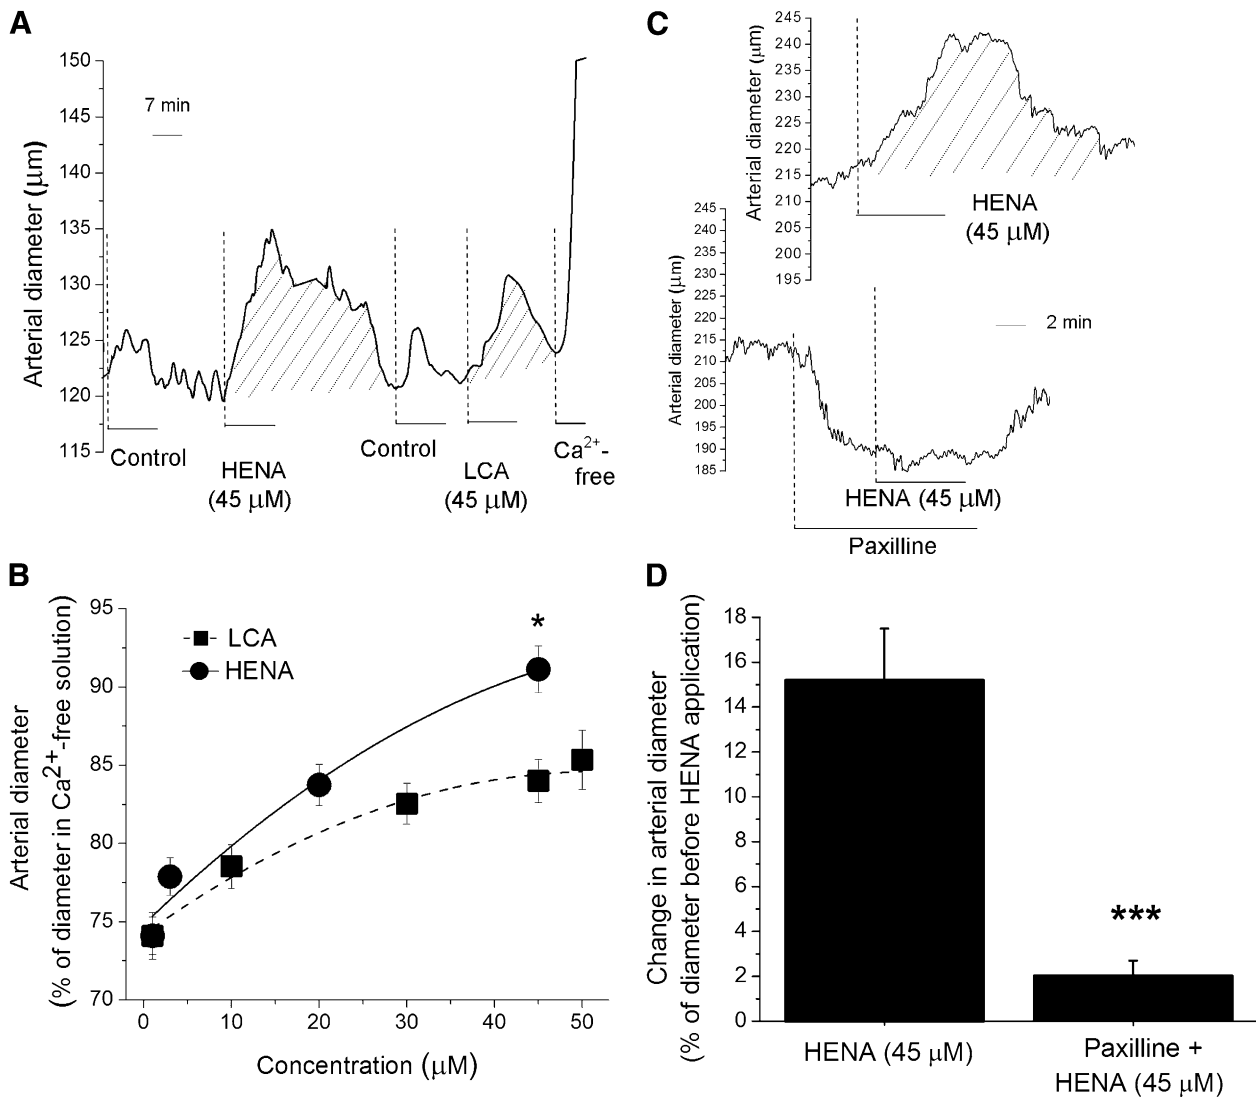 A
Arterial diameter (μm)
150
145
140
135
130
125
120
115
7 min
Control
HENA
(45 μM)
Control
LCA
(45 μM)
Ca2+-
free
C
Arterial diameter (μm)
245
240
235
230
225
220
215
210
205
200
195
HENA
(45 μM)
Arterial diameter (μm)
245
240
235
230
225
220
215
210
205
200
195
190
185
2 min
HENA (45 μM)
Paxilline
B
Arterial diameter
(% of diameter in Ca2+-free solution)
95
90
85
80
75
70
LCA
HENA
*
0 10 20 30 40 50
Concentration (μM)
D
Change in arterial diameter
(% of diameter before HENA application)
18
16
14
12
10
8
6
4
2
0
***
HENA (45 μM)
Paxilline +
HENA (45 μM)